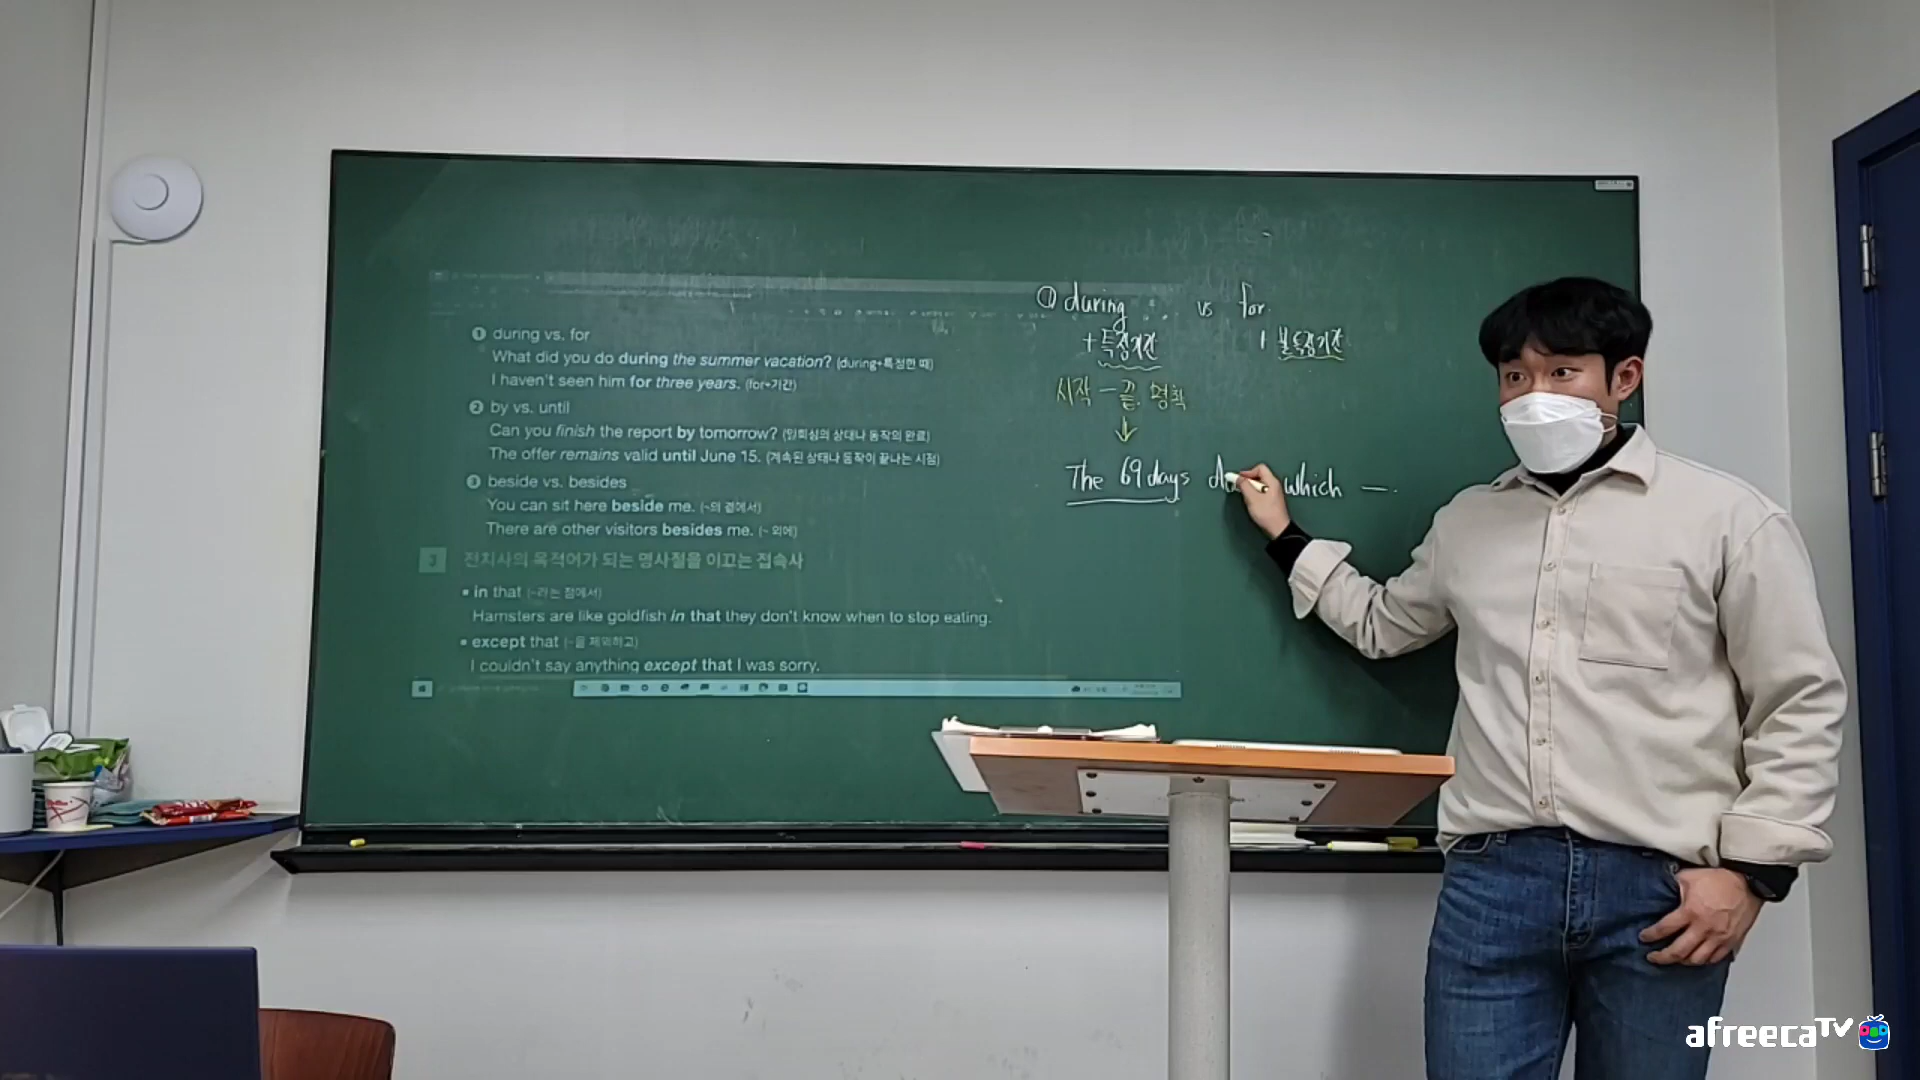 ① during vs for.
+ 특정기간 + 불특정기간
시작 - 끝. 명확
↓
The 69 days which —.
1 during vs. for
What did you do during the summer vacation? (during+특정한 때)
I haven't seen him for three years. (for+기간)
2 by vs. until
Can you finish the report by tomorrow? (일회성의 상태나 동작의 완료)
The offer remains valid until June 15. (계속된 상태나 동작이 끝나는 시점)
3 beside vs. besides
You can sit here beside me. (~의 곁에서)
There are other visitors besides me. (~ 외에)
3 전치사의 목적어가 되는 명사절을 이끄는 접속사
• in that (~라는 점에서)
Hamsters are like goldfish in that they don't know when to stop eating.
• except that (~을 제외하고)
I couldn't say anything except that I was sorry.
afreecaTV